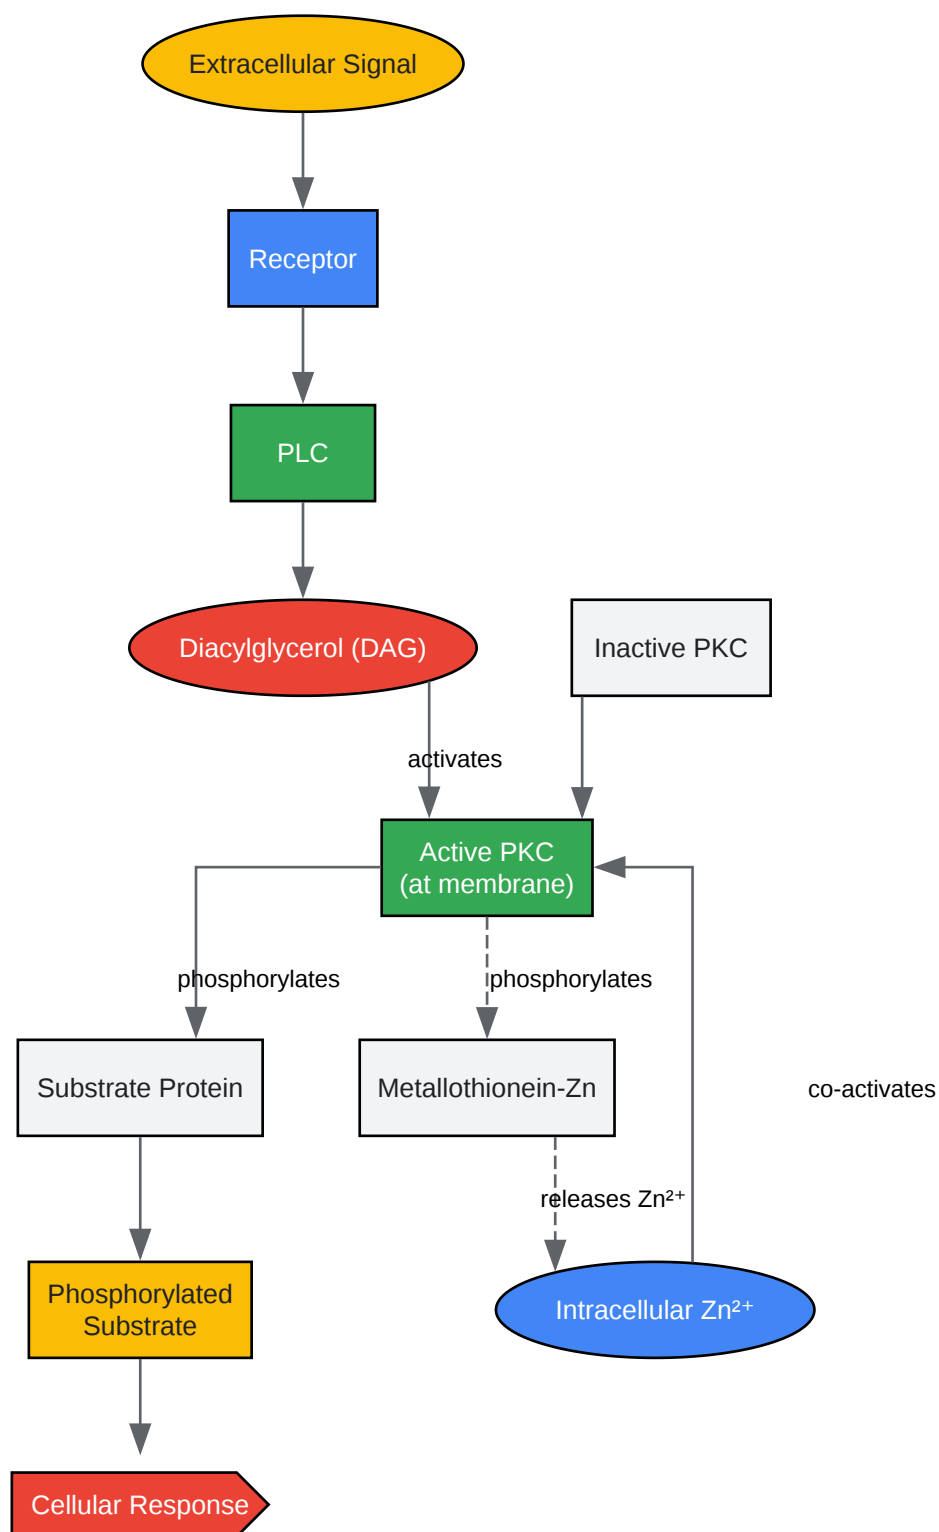 Extracellular Signal
Receptor
PLC
Diacylglycerol (DAG)
Inactive PKC
activates
Active PKC
(at membrane)
phosphorylates
phosphorylates
Substrate Protein
Metallothionein-Zn
co-activates
releases Zn²⁺
Phosphorylated
Substrate
Intracellular Zn²⁺
Cellular Response